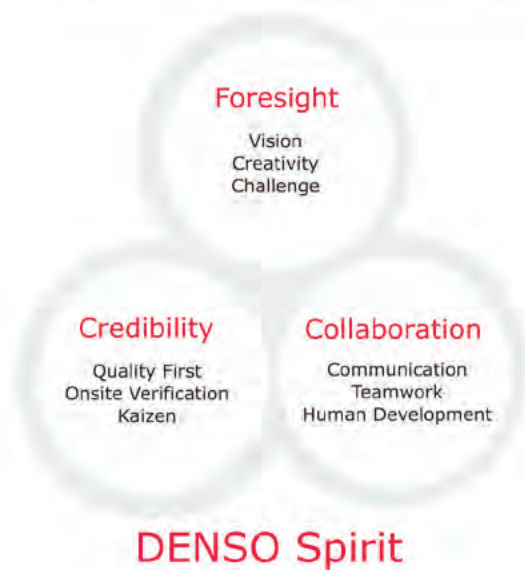 Foresight
Vision
Creativity
Challenge
Credibility
Quality First
Onsite Verification
Kaizen
Collaboration
Communication
Teamwork
Human Development
DENSO Spirit